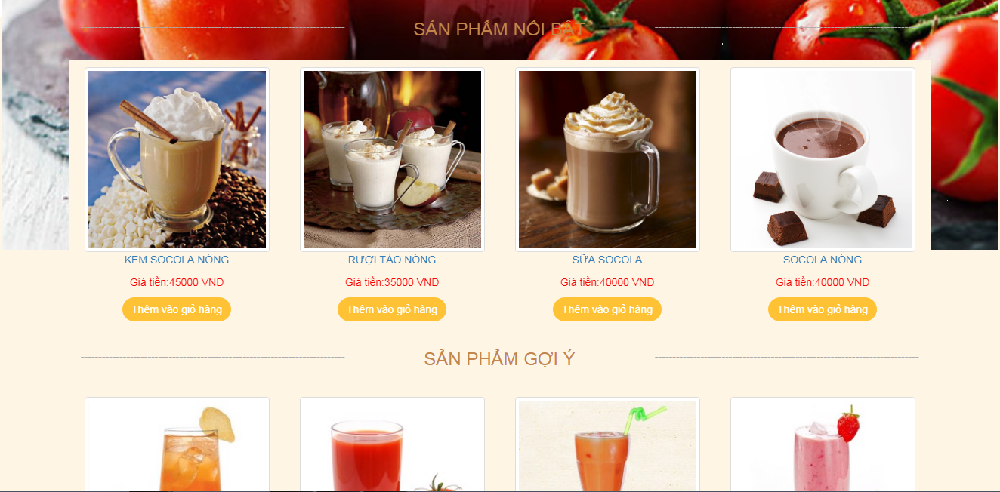 SẢN PHẨM NỔI BẬT
KEM SOCOLA NÓNG
RƯỢI TÁO NÓNG
SỮA SOCOLA
SOCOLA NÓNG
Giá tiền:45000 VND
Giá tiền:35000 VND
Giá tiền:40000 VND
Giá tiền:40000 VND
Thêm vào giỏ hàng
Thêm vào giỏ hàng
Thêm vào giỏ hàng
Thêm vào giỏ hàng
SẢN PHẨM GỢI Ý